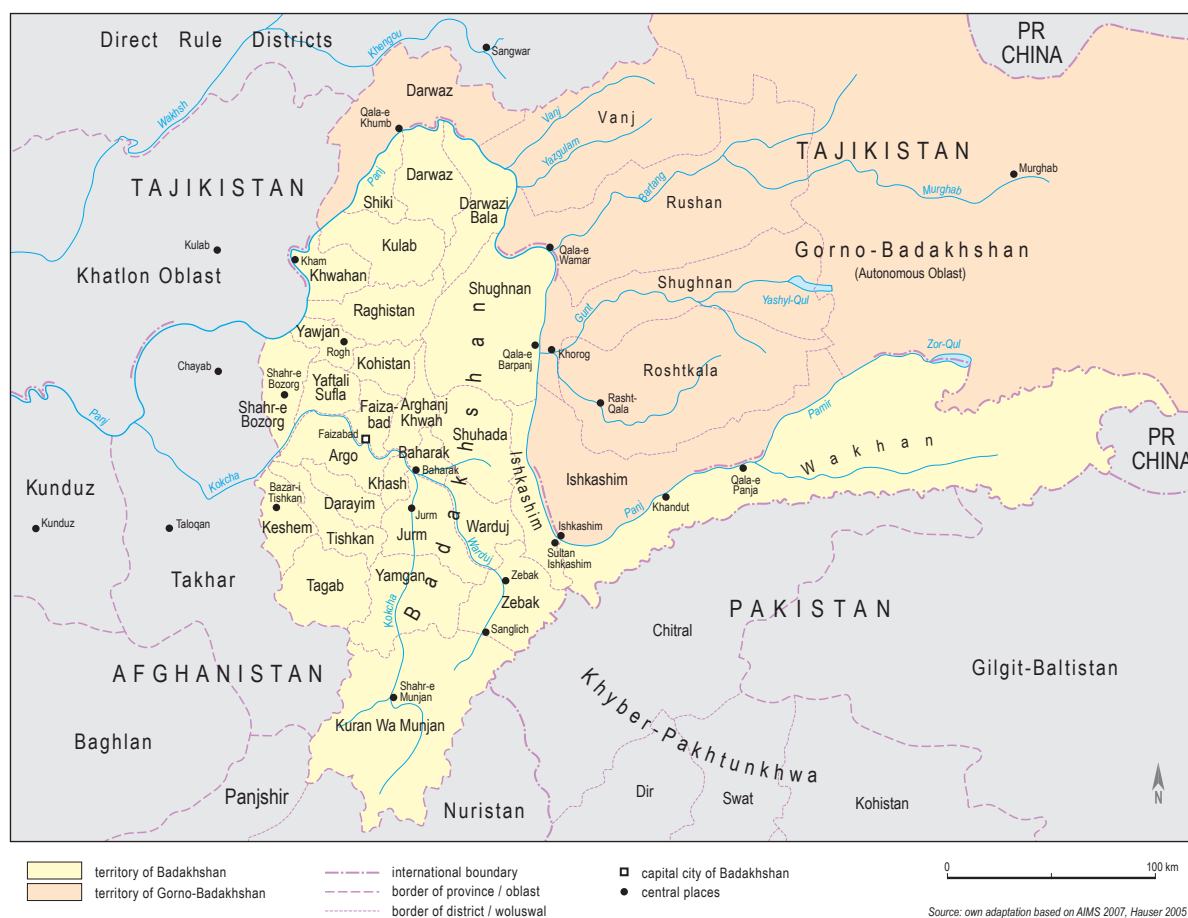 Direct Rule Districts
Khengou
Sangwar
PR
CHINA
Darwaz
Wakhsh
Qala-e
Khumb
Vanj
Vanj
Yazgulam
TAJIKISTAN
TAJIKISTAN
Murghab
Panj
Darwaz
Bartang
Murghab
Shiki
Darwazi
Bala
Rushan
Kulab
Kulab
Qala-e
Wamar
Gorno-Badakhshan
(Autonomous Oblast)
Kham
Khatlon Oblast
Khwahan
Shughnan
Shughnan
Yashyl-Qul
Raghistan
Gunt
Yawjan
Rogh
Qala-e
Barpanj
Khorog
Zor-Qul
Chayab
Kohistan
Shahr-e
Bozorg
Yaftali
Sufla
Roshtkala
Shahr-e
Bozorg
Faiza-
bad
Arghanj
Khwah
Rasht-
Qala
Pamir
Panj
Faizabad
Shuhada
Badakhshan
Wakhan
Argo
Baharak
Baharak
Ishkashim
PR
CHINA
Kokcha
Khash
Ishkashim
Qala-e
Panja
Kunduz
Bazar-i
Tishkan
Darayim
Jurm
Panj
Khandut
Kunduz
Taloqan
Keshem
Tishkan
Jurm
Warduj
Ishkashim
Sultan
Ishkashim
Warduj
Takhar
Tagab
Yamgan
Zebak
Zebak
Kokcha
PAKISTAN
Chitral
Sanglich
AFGHANISTAN
Gilgit-Baltistan
Shahr-e
Munjan
Khyber-Pakhtunkhwa
Kuran Wa Munjan
Baghlan
Panjshir
Nuristan
Dir
Swat
Kohistan
N
territory of Badakhshan
territory of Gorno-Badakhshan
international boundary
border of province / oblast
border of district / woluswal
capital city of Badakhshan
central places
0 100 km
Source: own adaptation based on AIMS 2007, Hauser 2005